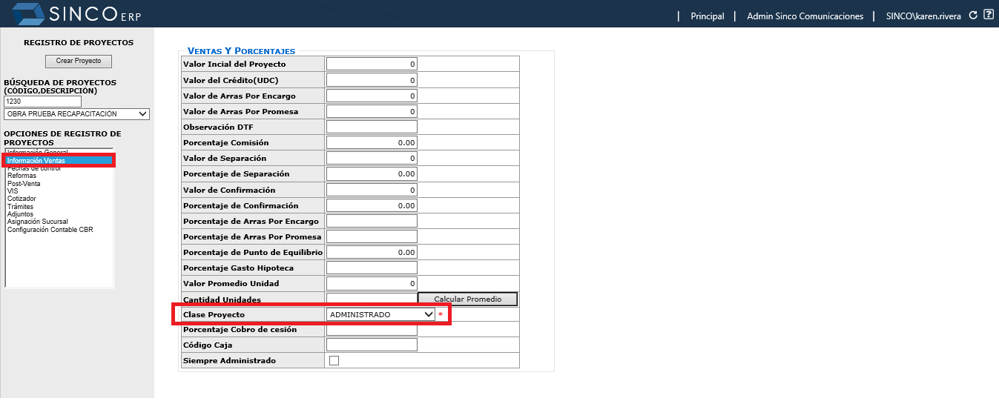 SINCO ERP
| Principal | Admin Sinco Comunicaciones | SINCO\karen.rivera
REGISTRO DE PROYECTOS
Crear Proyecto
BÚSQUEDA DE PROYECTOS
(CÓDIGO,DESCRIPCIÓN)
1230
OBRA PRUEBA RECAPACITACIÓN
OPCIONES DE REGISTRO DE
PROYECTOS
Información General
Información Ventas
Fechas de control
Reformas
Post-Venta
VIS
Cotizador
Trámites
Adjuntos
Asignación Sucursal
Configuración Contable CBR
VENTAS Y PORCENTAJES
Valor Incial del Proyecto 0
Valor del Crédito(UDC) 0
Valor de Arras Por Encargo 0
Valor de Arras Por Promesa 0
Observación DTF
Porcentaje Comisión 0.00
Valor de Separación 0
Porcentaje de Separación 0.00
Valor de Confirmación 0
Porcentaje de Confirmación 0.00
Porcentaje de Arras Por Encargo
Porcentaje de Arras Por Promesa
Porcentaje de Punto de Equilibrio 0.00
Porcentaje Gasto Hipoteca
Valor Promedio Unidad 0
Cantidad Unidades Calcular Promedio
Clase Proyecto ADMINISTRADO *
Porcentaje Cobro de cesión
Código Caja
Siempre Administrado